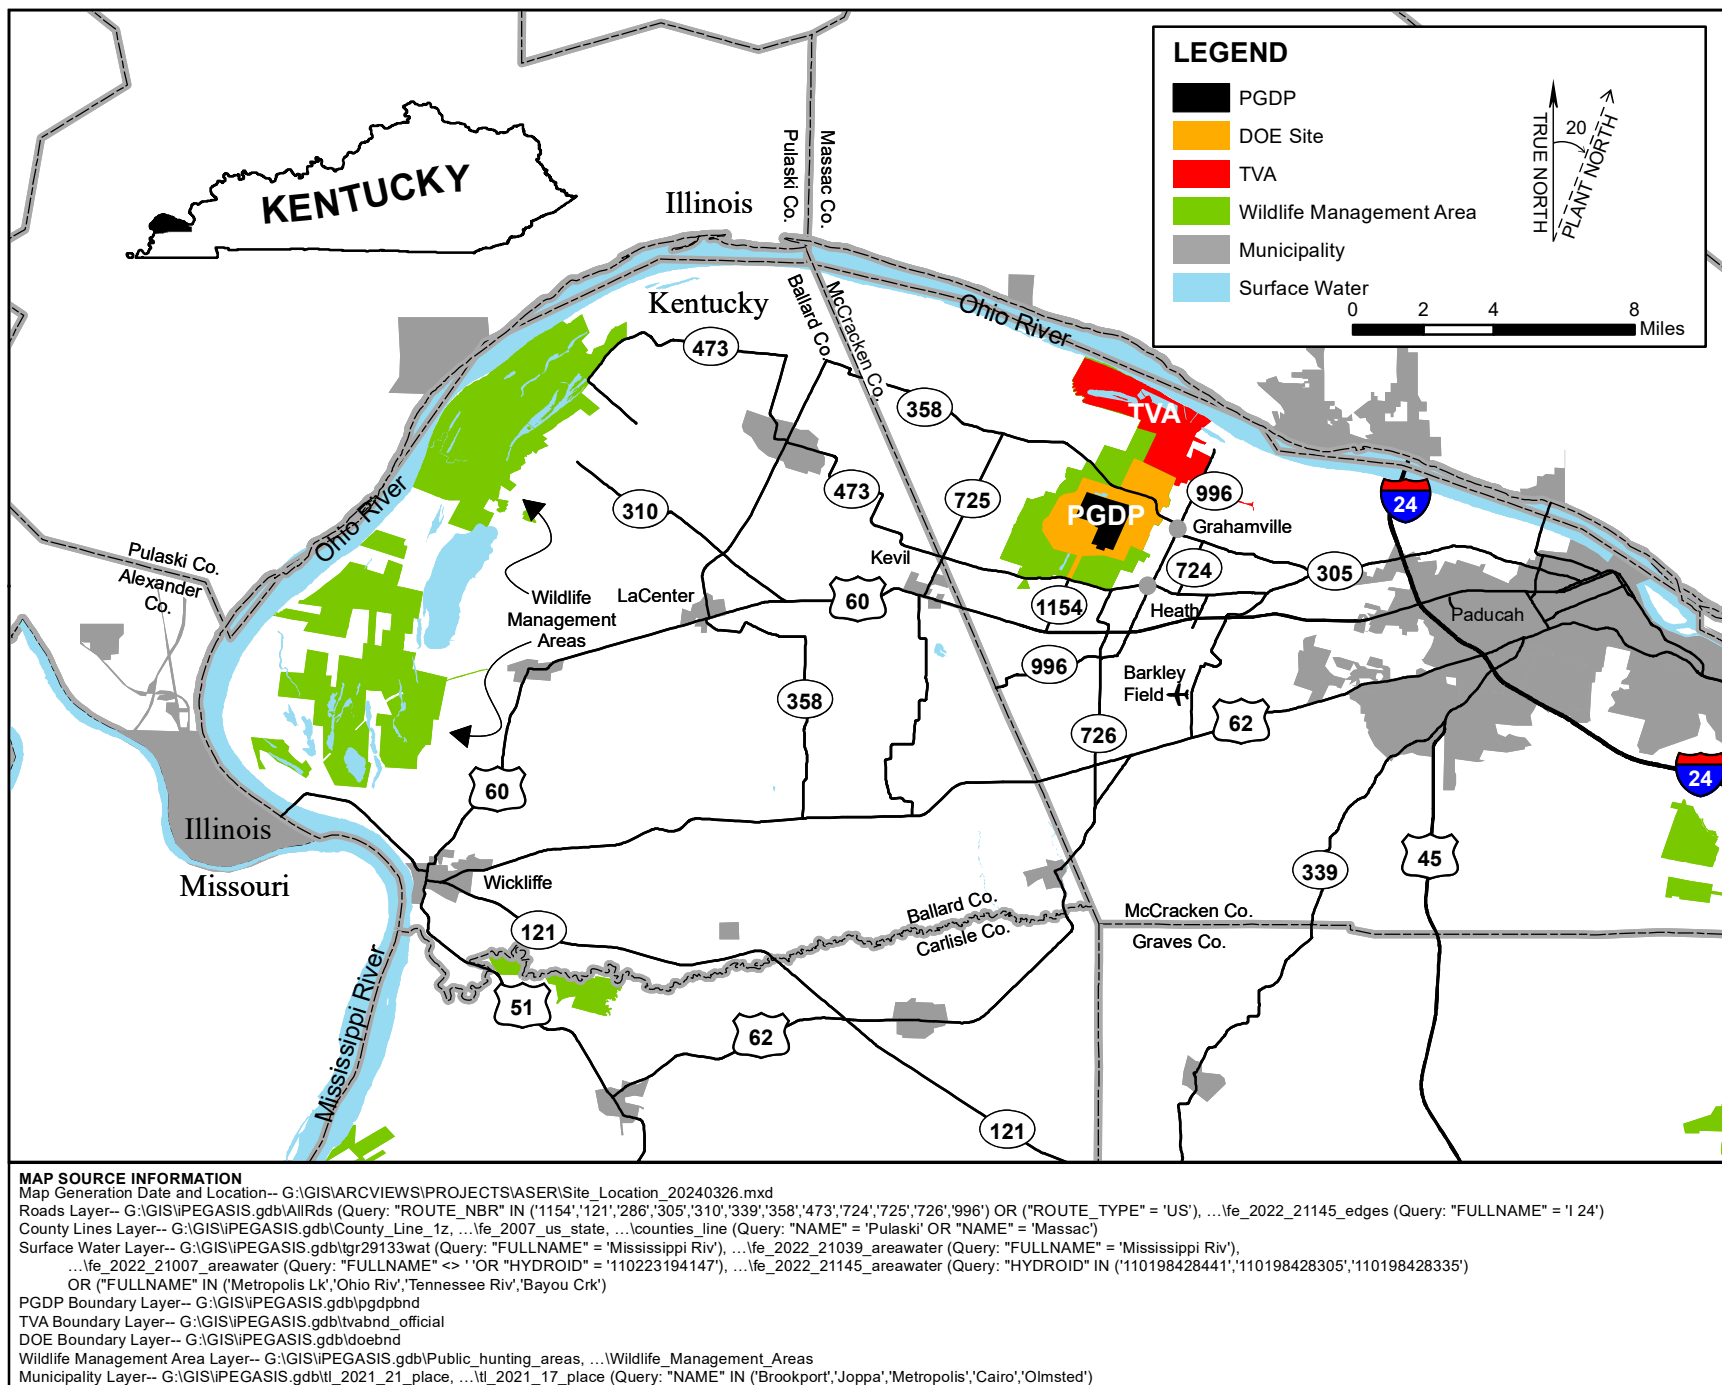 LEGEND
PGDP
DOE Site
TVA
Wildlife Management Area
Municipality
Surface Water
TRUE NORTH
20
PLANT NORTH
0 2 4 8
Miles
KENTUCKY
Pulaski Co.
Massac Co.
Illinois
Kentucky
Ballard Co.
McCracken Co.
Ohio River
473
358
TVA
473
725
996
24
310
PGDP
Grahamville
Ohio River
Kevil
724
305
Pulaski Co.
Alexander
Co.
Wildlife
Management
Areas
LaCenter
60
1154
Heath
Paducah
996
Barkley
Field
358
62
726
60
24
Illinois
Missouri
Wickliffe
339
45
121
Ballard Co.
Carlisle Co.
McCracken Co.
Graves Co.
51
62
Mississippi River
121
MAP SOURCE INFORMATION
Map Generation Date and Location-- G:\GIS\ARCVIEWS\PROJECTS\ASER\Site_Location_20240326.mxd
Roads Layer-- G:\GIS\iPEGASIS.gdb\AllRds (Query: "ROUTE_NBR" IN ('1154','121','286','305','310','339','358','473','724','725','726','996') OR ("ROUTE_TYPE" = 'US'), ...\fe_2022_21145_edges (Query: "FULLNAME" = 'I 24')
County Lines Layer-- G:\GIS\iPEGASIS.gdb\County_Line_1z, ...\fe_2007_us_state, ...\counties_line (Query: "NAME" = 'Pulaski' OR "NAME" = 'Massac')
Surface Water Layer-- G:\GIS\iPEGASIS.gdb\tgr29133wat (Query: "FULLNAME" = 'Mississippi Riv'), ...\fe_2022_21039_areawater (Query: "FULLNAME" = 'Mississippi Riv'),
...\fe_2022_21007_areawater (Query: "FULLNAME" <> ' 'OR "HYDROID" = '110223194147'), ...\fe_2022_21145_areawater (Query: "HYDROID" IN ('110198428441','110198428305','110198428335')
OR ("FULLNAME" IN ('Metropolis Lk','Ohio Riv','Tennessee Riv','Bayou Crk')
PGDP Boundary Layer-- G:\GIS\iPEGASIS.gdb\pgdpbnd
TVA Boundary Layer-- G:\GIS\iPEGASIS.gdb\tvabnd_official
DOE Boundary Layer-- G:\GIS\iPEGASIS.gdb\doebnd
Wildlife Management Area Layer-- G:\GIS\iPEGASIS.gdb\Public_hunting_areas, ...\Wildlife_Management_Areas
Municipality Layer-- G:\GIS\iPEGASIS.gdb\tl_2021_21_place, ...\tl_2021_17_place (Query: "NAME" IN ('Brookport','Joppa','Metropolis','Cairo','Olmsted')